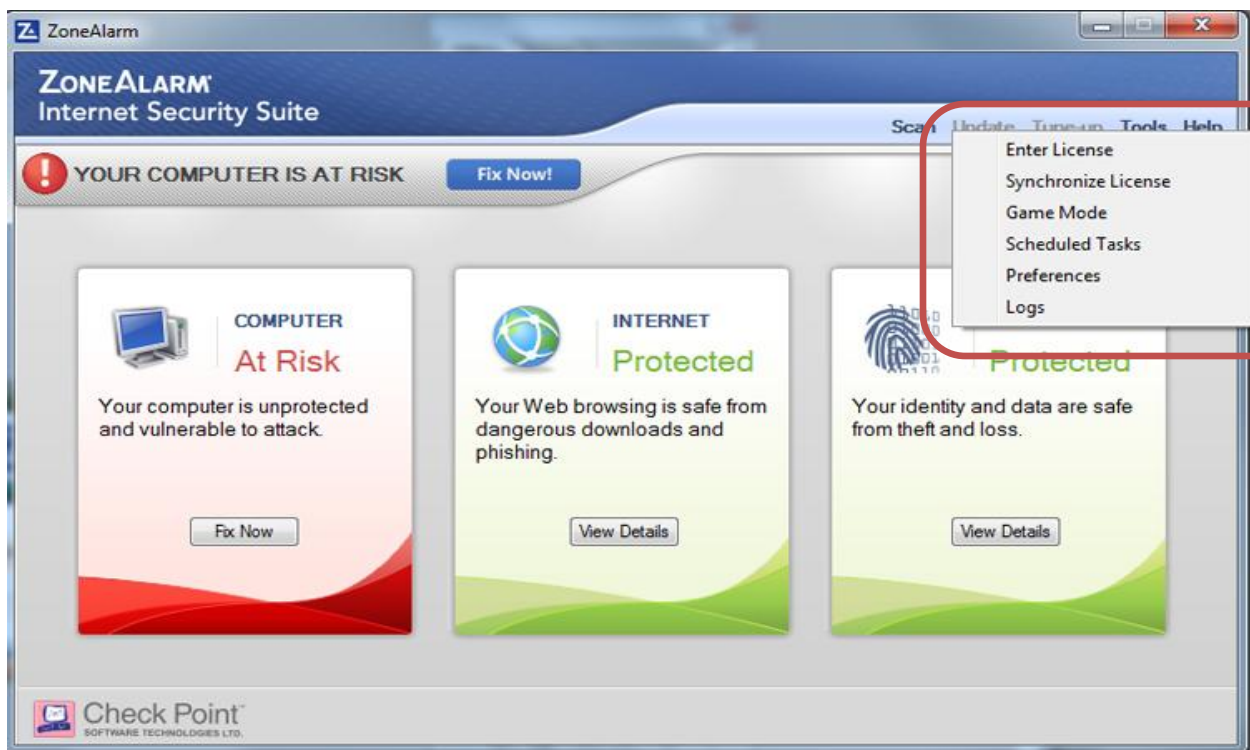 ZoneAlarm
ZONEALARM
Internet Security Suite
Scan Update Tune-up Tools Help
YOUR COMPUTER IS AT RISK
Fix Now!
Enter License
Synchronize License
Game Mode
Scheduled Tasks
Preferences
Logs
COMPUTER
At Risk
Your computer is unprotected
and vulnerable to attack.
Fix Now
INTERNET
Protected
Your Web browsing is safe from
dangerous downloads and
phishing.
View Details
Protected
Your identity and data are safe
from theft and loss.
View Details
Check Point™
SOFTWARE TECHNOLOGIES LTD.